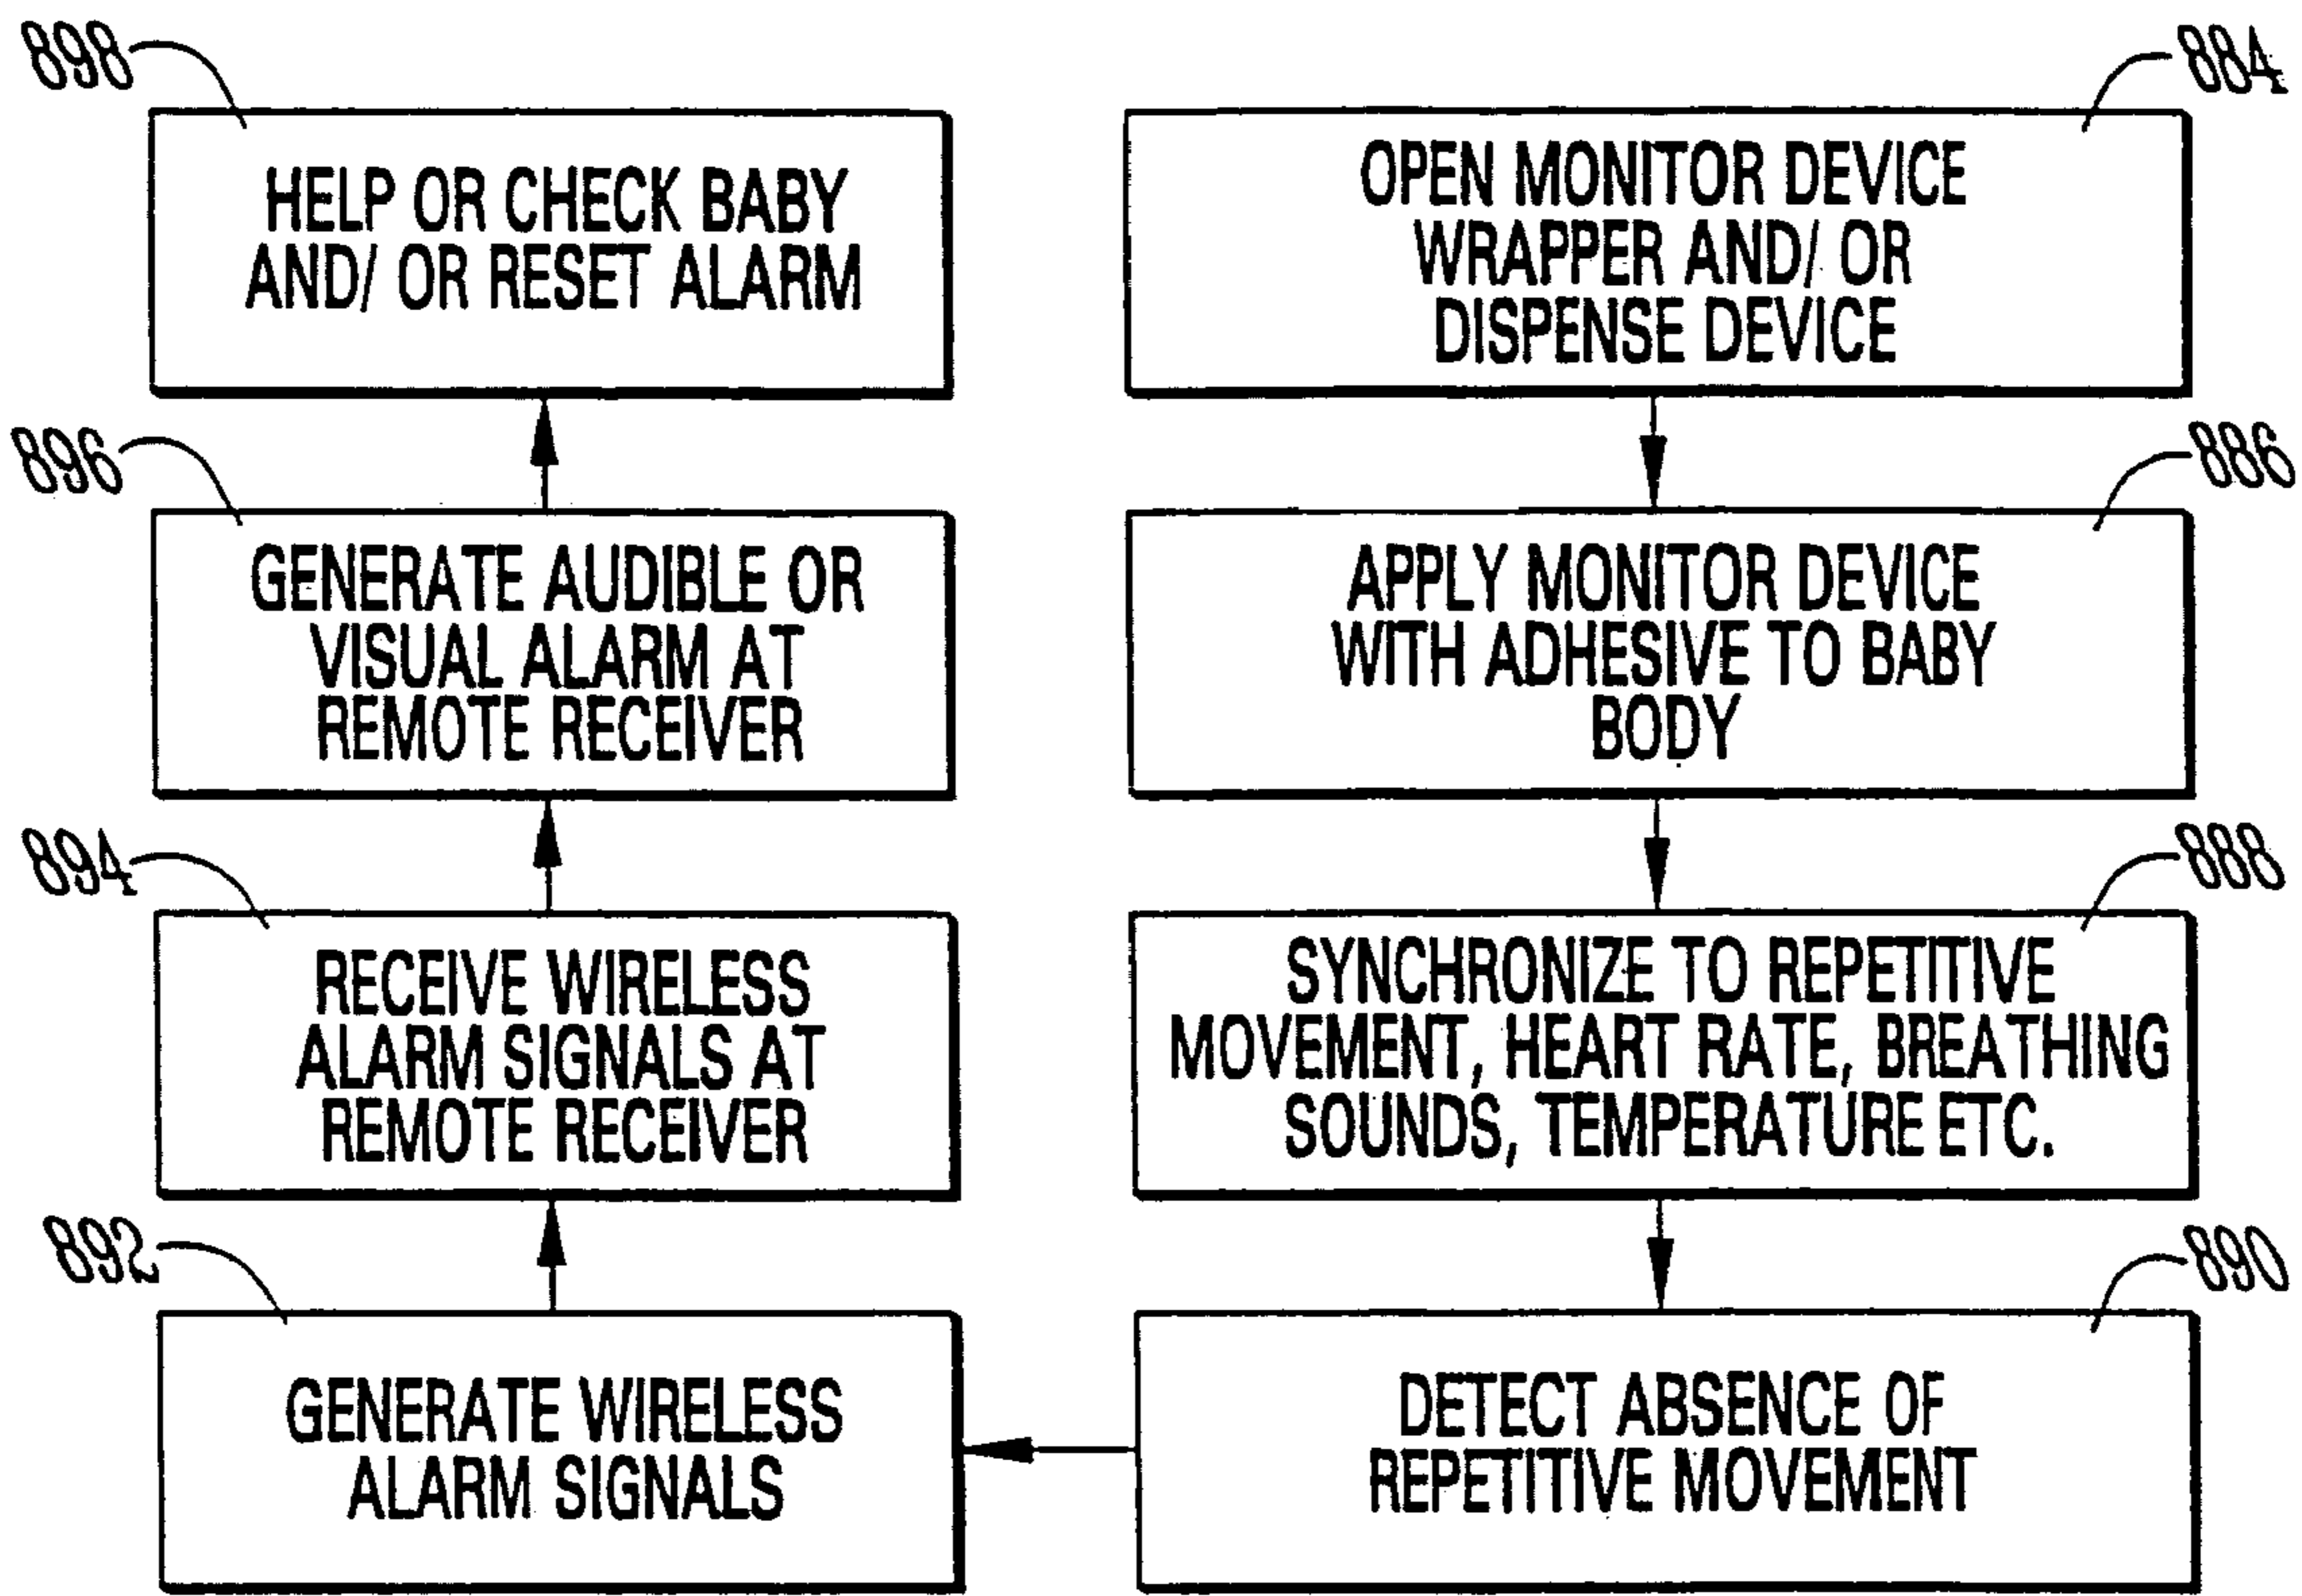 898
HELP OR CHECK BABY
AND/ OR RESET ALARM
884
OPEN MONITOR DEVICE
WRAPPER AND/ OR
DISPENSE DEVICE
896
GENERATE AUDIBLE OR
VISUAL ALARM AT
REMOTE RECEIVER
886
APPLY MONITOR DEVICE
WITH ADHESIVE TO BABY
BODY
894
RECEIVE WIRELESS
ALARM SIGNALS AT
REMOTE RECEIVER
888
SYNCHRONIZE TO REPETITIVE
MOVEMENT, HEART RATE, BREATHING
SOUNDS, TEMPERATURE ETC.
892
GENERATE WIRELESS
ALARM SIGNALS
890
DETECT ABSENCE OF
REPETITIVE MOVEMENT